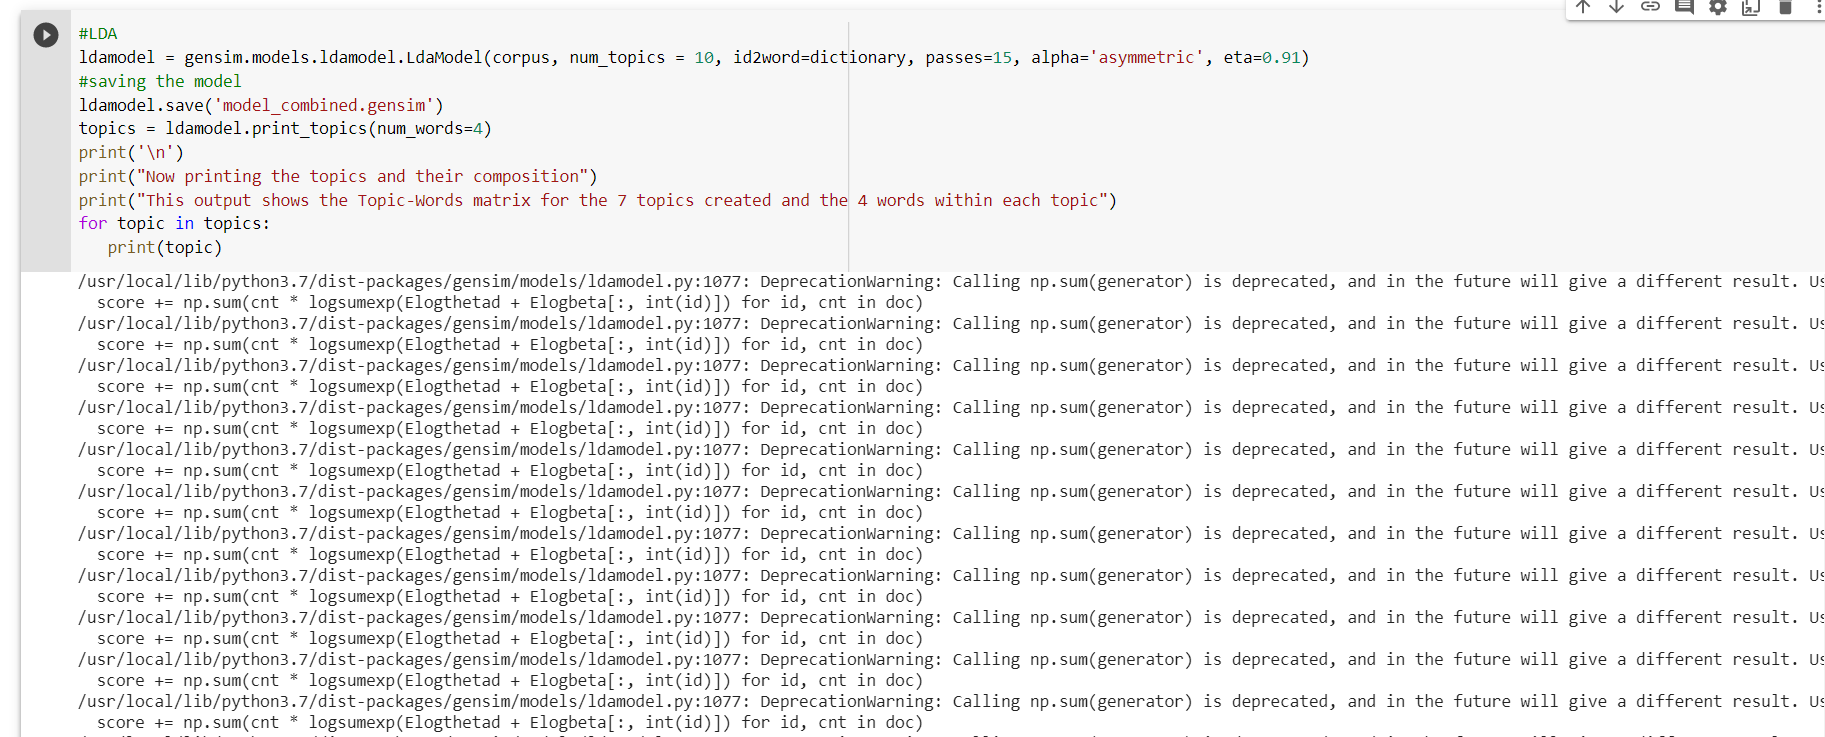 #LDA
ldamodel = gensim.models.ldamodel.LdaModel(corpus, num_topics = 10, id2word=dictionary, passes=15, alpha='asymmetric', eta=0.91)
#saving the model
ldamodel.save('model_combined.gensim')
topics = ldamodel.print_topics(num_words=4)
print('\n')
print("Now printing the topics and their composition")
print("This output shows the Topic-Words matrix for the 7 topics created and the 4 words within each topic")
for topic in topics:
   print(topic)
/usr/local/lib/python3.7/dist-packages/gensim/models/ldamodel.py:1077: DeprecationWarning: Calling np.sum(generator) is deprecated, and in the future will give a different result. Us
  score += np.sum(cnt * logsumexp(Elogthetad + Elogbeta[:, int(id)]) for id, cnt in doc)
/usr/local/lib/python3.7/dist-packages/gensim/models/ldamodel.py:1077: DeprecationWarning: Calling np.sum(generator) is deprecated, and in the future will give a different result. Us
  score += np.sum(cnt * logsumexp(Elogthetad + Elogbeta[:, int(id)]) for id, cnt in doc)
/usr/local/lib/python3.7/dist-packages/gensim/models/ldamodel.py:1077: DeprecationWarning: Calling np.sum(generator) is deprecated, and in the future will give a different result. Us
  score += np.sum(cnt * logsumexp(Elogthetad + Elogbeta[:, int(id)]) for id, cnt in doc)
/usr/local/lib/python3.7/dist-packages/gensim/models/ldamodel.py:1077: DeprecationWarning: Calling np.sum(generator) is deprecated, and in the future will give a different result. Us
  score += np.sum(cnt * logsumexp(Elogthetad + Elogbeta[:, int(id)]) for id, cnt in doc)
/usr/local/lib/python3.7/dist-packages/gensim/models/ldamodel.py:1077: DeprecationWarning: Calling np.sum(generator) is deprecated, and in the future will give a different result. Us
  score += np.sum(cnt * logsumexp(Elogthetad + Elogbeta[:, int(id)]) for id, cnt in doc)
/usr/local/lib/python3.7/dist-packages/gensim/models/ldamodel.py:1077: DeprecationWarning: Calling np.sum(generator) is deprecated, and in the future will give a different result. Us
  score += np.sum(cnt * logsumexp(Elogthetad + Elogbeta[:, int(id)]) for id, cnt in doc)
/usr/local/lib/python3.7/dist-packages/gensim/models/ldamodel.py:1077: DeprecationWarning: Calling np.sum(generator) is deprecated, and in the future will give a different result. Us
  score += np.sum(cnt * logsumexp(Elogthetad + Elogbeta[:, int(id)]) for id, cnt in doc)
/usr/local/lib/python3.7/dist-packages/gensim/models/ldamodel.py:1077: DeprecationWarning: Calling np.sum(generator) is deprecated, and in the future will give a different result. Us
  score += np.sum(cnt * logsumexp(Elogthetad + Elogbeta[:, int(id)]) for id, cnt in doc)
/usr/local/lib/python3.7/dist-packages/gensim/models/ldamodel.py:1077: DeprecationWarning: Calling np.sum(generator) is deprecated, and in the future will give a different result. Us
  score += np.sum(cnt * logsumexp(Elogthetad + Elogbeta[:, int(id)]) for id, cnt in doc)
/usr/local/lib/python3.7/dist-packages/gensim/models/ldamodel.py:1077: DeprecationWarning: Calling np.sum(generator) is deprecated, and in the future will give a different result. Us
  score += np.sum(cnt * logsumexp(Elogthetad + Elogbeta[:, int(id)]) for id, cnt in doc)
/usr/local/lib/python3.7/dist-packages/gensim/models/ldamodel.py:1077: DeprecationWarning: Calling np.sum(generator) is deprecated, and in the future will give a different result. Us
  score += np.sum(cnt * logsumexp(Elogthetad + Elogbeta[:, int(id)]) for id, cnt in doc)